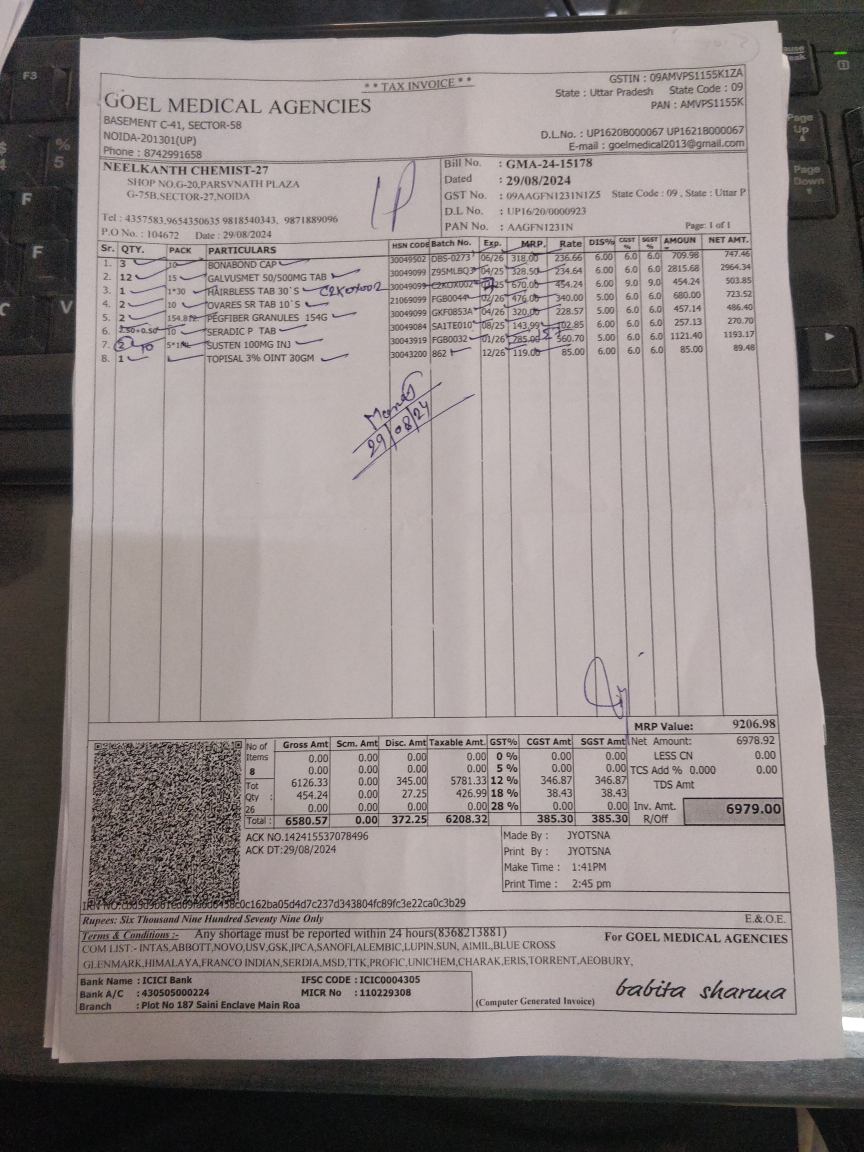 ** TAX INVOICE **
GOEL MEDICAL AGENCIES
BASEMENT C-41, SECTOR-58
NOIDA-201301(UP)
Phone : 8742991658
GSTIN : 09AMVPS1155K1ZA
State : Uttar Pradesh State Code : 09
PAN : AMVPS1155K
D.L.No. : UP1620B000067 UP1621B000067
E-mail : goelmedical2013@gmail.com
NEELKANTH CHEMIST-27
SHOP NO.G-20,PARSVNATH PLAZA
G-75B,SECTOR-27,NOIDA
Tel : 4357583,9654350635 9818540343, 9871889096
P.O No. : 104672 Date : 29/08/2024
Bill No. : GMA-24-15178
Dated : 29/08/2024
GST No. : 09AAGFN1231N1Z5 State Code : 09 , State : Uttar P
D.L No. : UP16/20/0000923
PAN No. : AAGFN1231N Page: 1 of 1
Sr. QTY. PACK PARTICULARS HSN CODE Batch No. Exp. MRP. Rate DIS% CGST % SGST % AMOUN NET AMT.
1. 3 10 BONABOND CAP 30049502 DBS-0273 06/26 318.00 236.66 6.00 6.0 6.0 709.98 747.46
2. 12 15 GALVUSMET 50/500MG TAB 30049099 Z95MLBQ3 04/25 328.50 234.64 6.00 6.0 6.0 2815.68 2964.34
3. 1 1*30 HAIRBLESS TAB 30`S 30049099 670.00 454.24 6.00 9.0 9.0 454.24 503.85
4. 2 10 OVARES SR TAB 10`S 21069099 FGB0044 02/26 476.00 340.00 5.00 6.0 6.0 680.00 723.52
5. 2 PEGFIBER GRANULES 154G 30049099 GKF0853A 04/26 320.00 228.57 5.00 6.0 6.0 457.14 486.40
6. 2.50+0.50 10 SERADIC P TAB 30049084 SA1TE010 08/25 143.99 102.85 6.00 6.0 6.0 257.13 270.70
7. 2 SUSTEN 100MG INJ 30043919 FGB0032 01/26 785.00 560.70 5.00 6.0 6.0 1121.40 1193.17
8. 1 TOPISAL 3% OINT 30GM 30043200 862 12/26 119.00 85.00 6.00 6.0 6.0 85.00 89.48
29/08/24
MRP Value: 9206.98
No of Items 8 Tot Qty : 26
Gross Amt Scm. Amt Disc. Amt Taxable Amt. GST% CGST Amt SGST Amt
0.00 0.00 0.00 0.00 0 % 0.00 0.00
0.00 0.00 0.00 0.00 5 % 0.00 0.00
6126.33 0.00 345.00 5781.33 12 % 346.87 346.87
454.24 0.00 27.25 426.99 18 % 38.43 38.43
0.00 0.00 0.00 0.00 28 % 0.00 0.00
Total : 6580.57 0.00 372.25 6208.32 385.30 385.30
Net Amount: 6978.92
LESS CN 0.00
TCS Add % 0.000 0.00
TDS Amt
Inv. Amt. R/Off 6979.00
ACK NO.142415537078496
ACK DT:29/08/2024
Made By : JYOTSNA
Print By : JYOTSNA
Make Time : 1:41PM
Print Time : 2:45 pm
Rupees: Six Thousand Nine Hundred Seventy Nine Only E.& O.E.
Terms & Conditions :- Any shortage must be reported within 24 hours(8368213881)
For GOEL MEDICAL AGENCIES
COM LIST:- INTAS,ABBOTT,NOVO,USV,GSK,IPCA,SANOFI,ALEMBIC,LUPIN,SUN, AIMIL,BLUE CROSS
GLENMARK,HIMALAYA,FRANCO INDIAN,SERDIA,MSD,TTK,PROFIC,UNICHEM,CHARAK,ERIS,TORRENT,AEOBURY,
Bank Name : ICICI Bank IFSC CODE : ICIC0004305
Bank A/C : 430505000224 MICR No : 110229308
Branch : Plot No 187 Saini Enclave Main Roa
(Computer Generated Invoice)
babita sharma